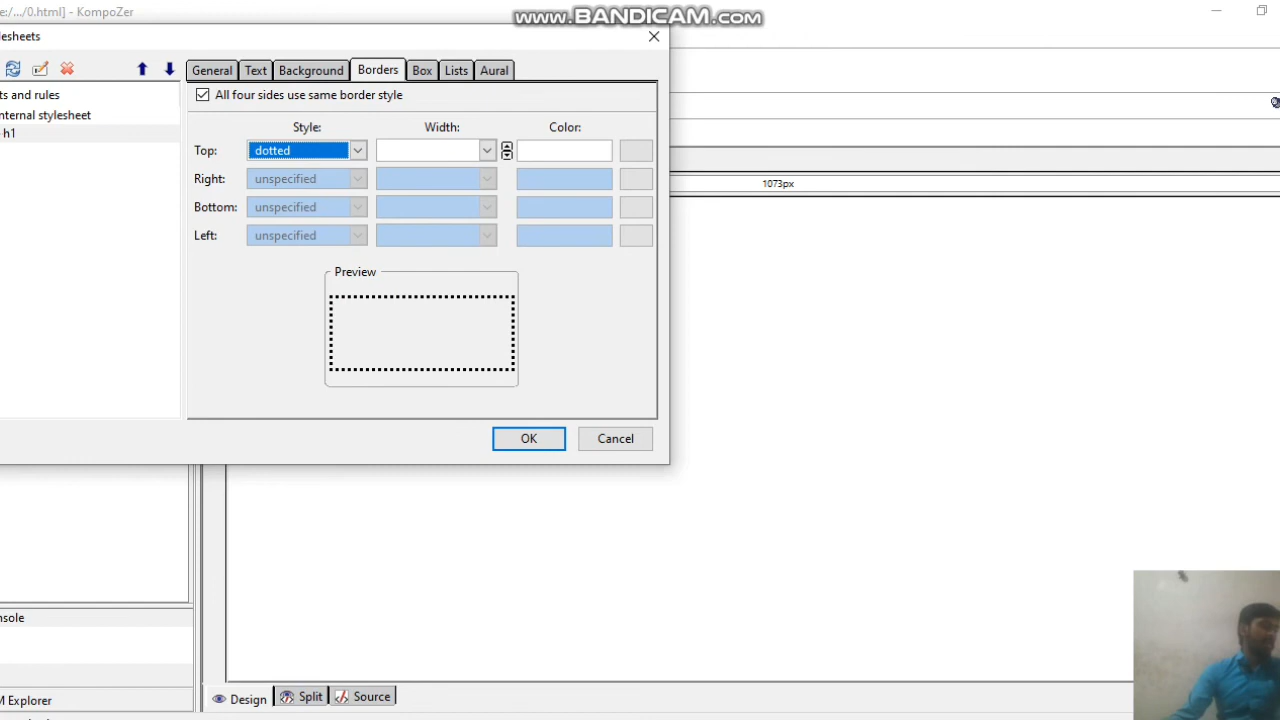 e:/.../0.html] - KompoZer
www.BANDICAM.com
esheets
General Text Background Borders Box Lists Aural
ts and rules
All four sides use same border style
nternal stylesheet
h1
Style: Width: Color:
Top: dotted
Right: unspecified
1073px
Bottom: unspecified
Left: unspecified
Preview
OK Cancel
nsole
M Explorer
Design Split Source